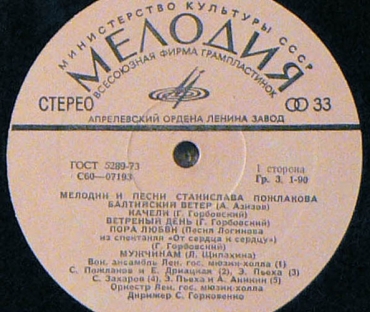 МИНИСТЕРСТВО КУЛЬТУРЫ СССР
МЕЛОДИЯ
ВСЕСОЮЗНАЯ ФИРМА ГРАМПЛАСТИНОК
СТЕРЕО
33
АПРЕЛЕВСКИЙ ОРДЕНА ЛЕНИНА ЗАВОД
ГОСТ 5289-73
С60—07193
1 сторона
Гр. 3. 1-90
МЕЛОДИИ И ПЕСНИ СТАНИСЛАВА ПОЖЛАКОВА
БАЛТИЙСКИЙ ВЕТЕР (А. Азизов)
КАЧЕЛИ (Г. Горбовский)
ВЕТРЕНЫЙ ДЕНЬ (Г. Горбовский)
ПОРА ЛЮБВИ (Песня Логинова
из спектакля «От сердца к сердцу»)
(Г. Горбовский)
МУЖЧИНАМ (Л. Щипахина)
Вок. ансамбль Лен. гос. мюзик-холла (1)
С. Пожлаков и Е. Дриацкая (2), Э. Пьеха (3)
С. Захаров (4), Э. Пьеха и А. Аникин (5)
Оркестр Лен. гос. мюзик-холла
Дирижер С. Горковенко